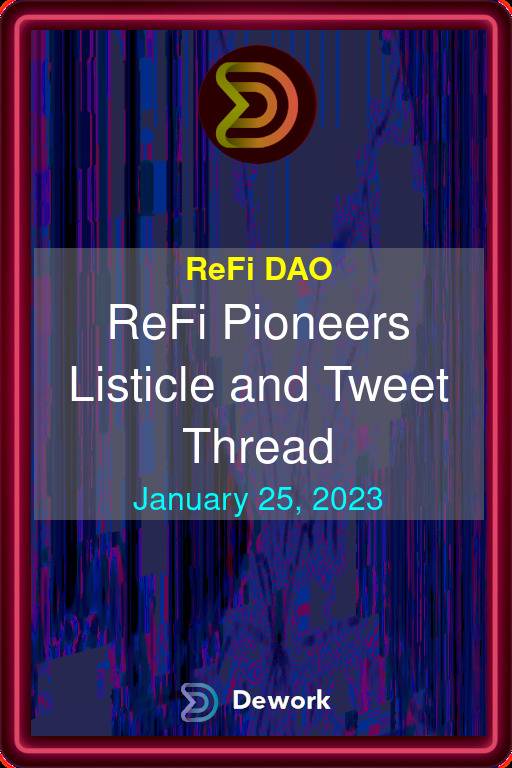 ReFi DAO
ReFi Pioneers
Listicle and Tweet
Thread
January 25, 2023
Dework